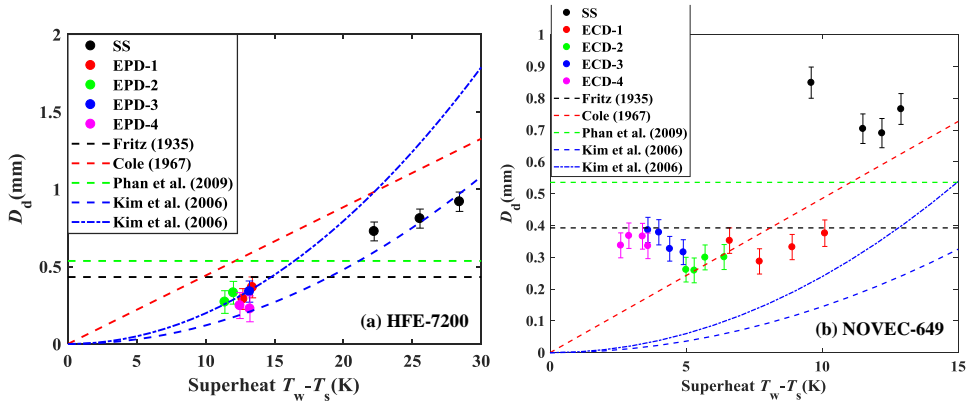 2
1.5
1
0.5
0
D_d(mm)
SS
EPD-1
EPD-2
EPD-3
EPD-4
Fritz (1935)
Cole (1967)
Phan et al. (2009)
Kim et al. (2006)
Kim et al. (2006)
(a) HFE-7200
0 5 10 15 20 25 30
Superheat T_w-T_s(K)
1
0.9
0.8
0.7
0.6
0.5
0.4
0.3
0.2
0.1
0
D_d(mm)
SS
ECD-1
ECD-2
ECD-3
ECD-4
Fritz (1935)
Cole (1967)
Phan et al. (2009)
Kim et al. (2006)
Kim et al. (2006)
(b) NOVEC-649
0 5 10 15
Superheat T_w-T_s(K)